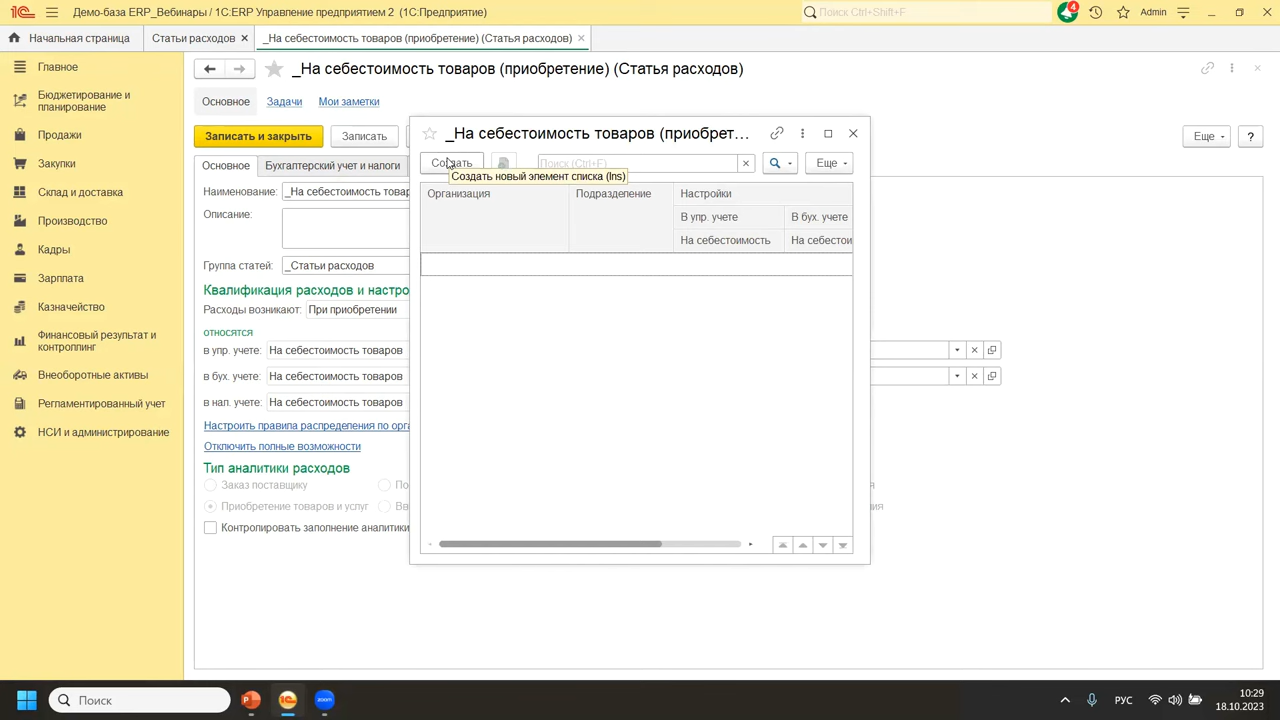 Демо-база ERP_Вебинары / 1С:ERP Управление предприятием 2 (1С:Предприятие)
Поиск Ctrl+Shift+F
4
Admin
Начальная страница
Статьи расходов ×
_На себестоимость товаров (приобретение) (Статья расходов) ×
Главное
Бюджетирование и планирование
Продажи
Закупки
Склад и доставка
Производство
Кадры
Зарплата
Казначейство
Финансовый результат и контроллинг
Внеоборотные активы
Регламентированный учет
НСИ и администрирование
_На себестоимость товаров (приобретение) (Статья расходов)
Основное Задачи Мои заметки
Записать и закрыть Записать
Еще ?
Основное Бухгалтерский учет и налоги
Наименование: _На себестоимость товар
Описание:
Группа статей: _Статьи расходов
Квалификация расходов и настро
Расходы возникают: При приобретении
относятся
в упр. учете: На себестоимость товаров
в бух. учете: На себестоимость товаров
в нал. учете: На себестоимость товаров
Настроить правила распределения по орга
Отключить полные возможности
Тип аналитики расходов
Заказ поставщику По
Приобретение товаров и услуг Вв
Контролировать заполнение аналитики
ия
_На себестоимость товаров (приобрет...
Создать
Поиск (Ctrl+F)
Еще
Создать новый элемент списка (Ins)
Организация Подразделение Настройки
В упр. учете В бух. учете
На себестоимость На себестои
Поиск
zoom
РУС
10:29
18.10.2023